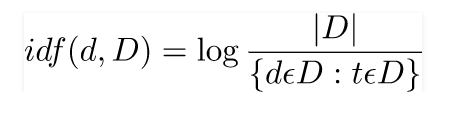 idf(d, D) = log |D| / {dϵD : tϵD}